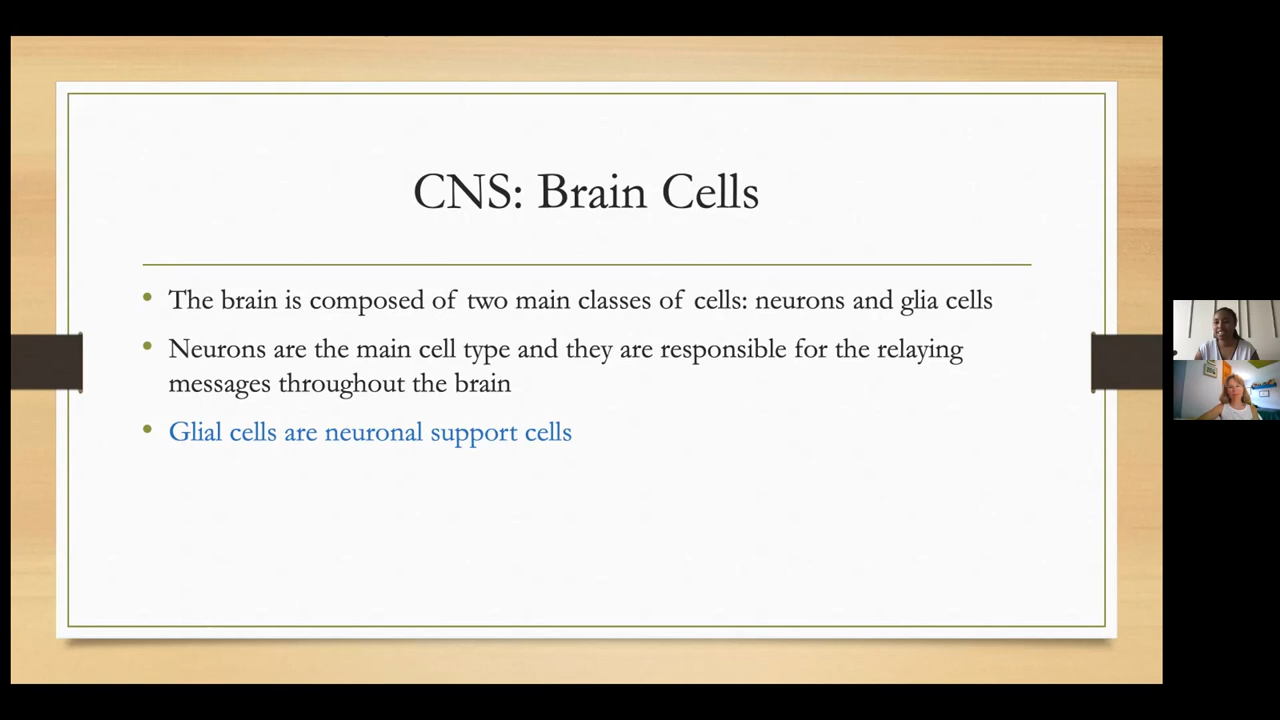 CNS: Brain Cells
• The brain is composed of two main classes of cells: neurons and glia cells
• Neurons are the main cell type and they are responsible for the relaying
messages throughout the brain
• Glial cells are neuronal support cells